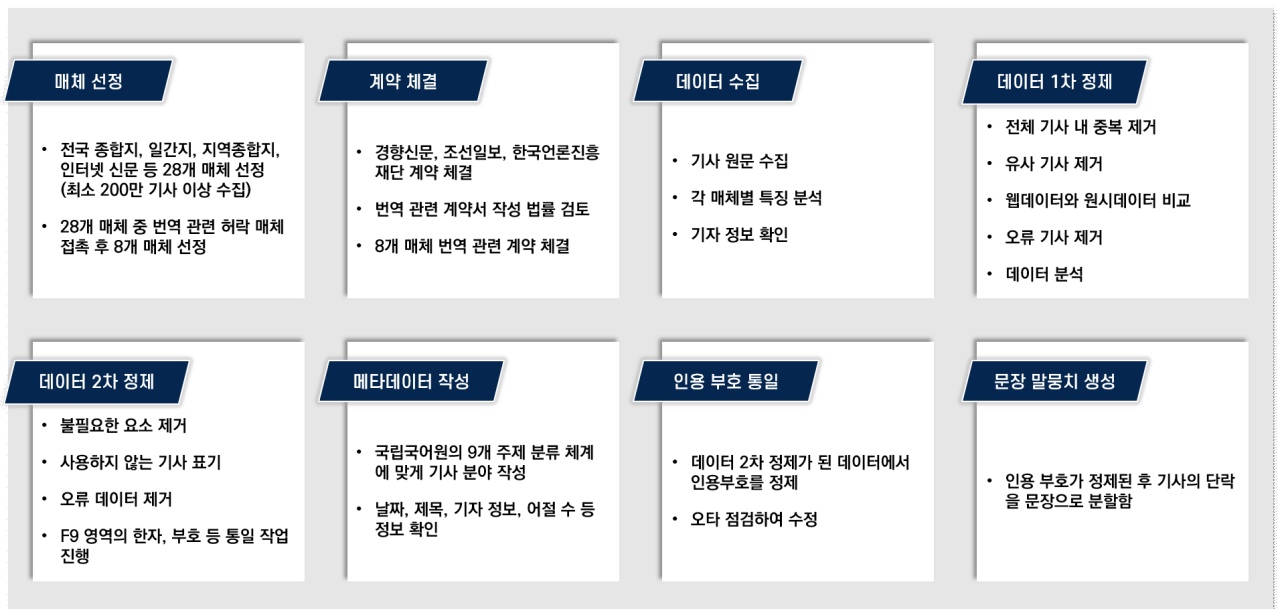 매체 선정
• 전국 종합지, 일간지, 지역종합지,
인터넷 신문 등 28개 매체 선정
(최소 200만 기사 이상 수집)
• 28개 매체 중 번역 관련 허락 매체
접촉 후 8개 매체 선정
계약 체결
• 경향신문, 조선일보, 한국언론진흥
재단 계약 체결
• 번역 관련 계약서 작성 법률 검토
• 8개 매체 번역 관련 계약 체결
데이터 수집
• 기사 원문 수집
• 각 매체별 특징 분석
• 기자 정보 확인
데이터 1차 정제
• 전체 기사 내 중복 제거
• 유사 기사 제거
• 웹데이터와 원시데이터 비교
• 오류 기사 제거
• 데이터 분석
데이터 2차 정제
• 불필요한 요소 제거
• 사용하지 않는 기사 표기
• 오류 데이터 제거
• F9 영역의 한자, 부호 등 통일 작업
진행
메타데이터 작성
• 국립국어원의 9개 주제 분류 체계
에 맞게 기사 분야 작성
• 날짜, 제목, 기자 정보, 어절 수 등
정보 확인
인용 부호 통일
• 데이터 2차 정제가 된 데이터에서
인용부호를 정제
• 오타 점검하여 수정
문장 말뭉치 생성
• 인용 부호가 정제된 후 기사의 단락
을 문장으로 분할함